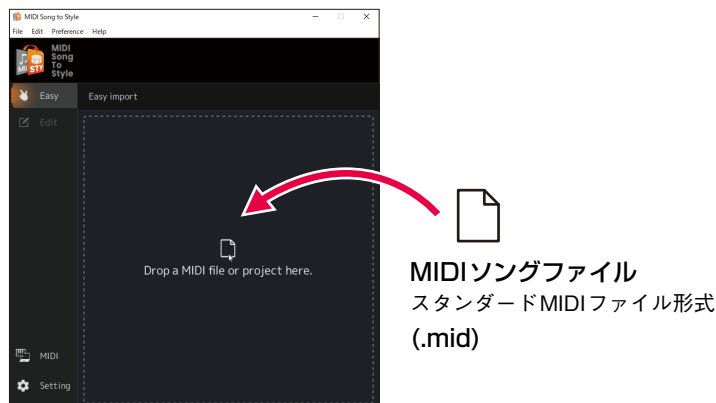 MIDI Song to Style
File Edit Preference Help
MIDI
Song
To
Style
MI STY
Easy
Easy import
Edit
Drop a MIDI file or project here.
MIDI
Setting
MIDIソングファイル
スタンダードMIDIファイル形式
(.mid)